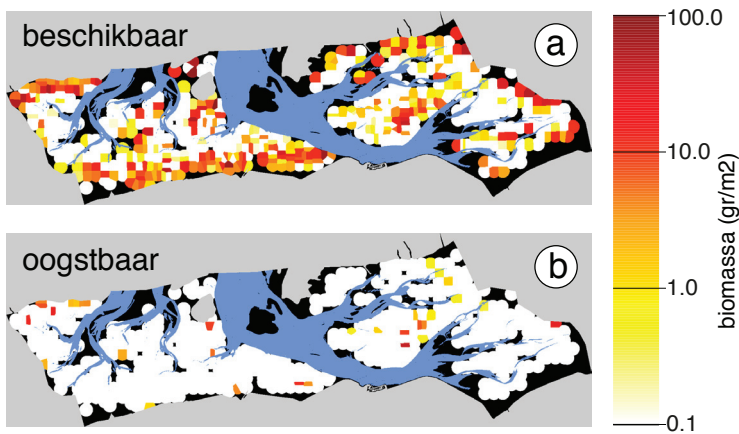 beschikbaar
a
oogstbaar
b
100.0
10.0
1.0
0.1
biomassa (gr/m2)